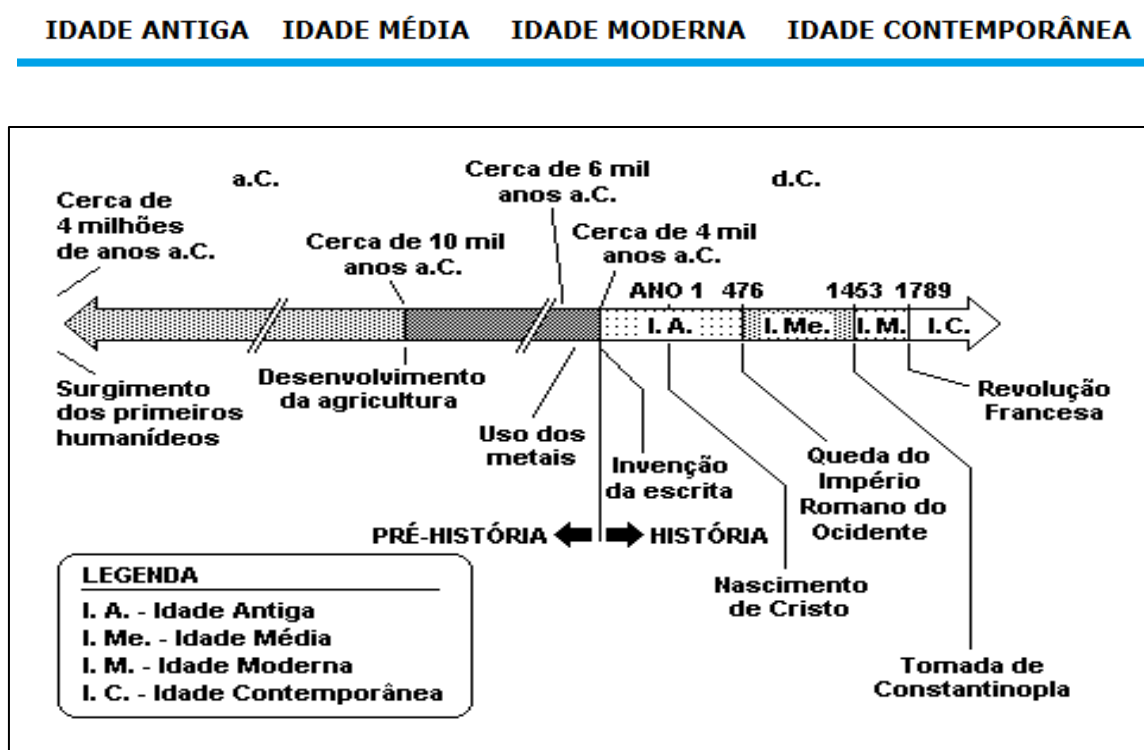 IDADE ANTIGA IDADE MÉDIA IDADE MODERNA IDADE CONTEMPORÂNEA
a.C.
d.C.
Cerca de
4 milhões
de anos a.C.
Cerca de 10 mil
anos a.C.
Cerca de 6 mil
anos a.C.
Cerca de 4 mil
anos a.C.
ANO 1 476 1453 1789
I. A. I. Me. I. M. I. C.
Surgimento
dos primeiros
humanídeos
Desenvolvimento
da agricultura
Uso dos
metais
Invenção
da escrita
Queda do
Império
Romano do
Ocidente
Revolução
Francesa
PRÉ-HISTÓRIA HISTÓRIA
Nascimento
de Cristo
Tomada de
Constantinopla
LEGENDA
I. A. - Idade Antiga
I. Me. - Idade Média
I. M. - Idade Moderna
I. C. - Idade Contemporânea